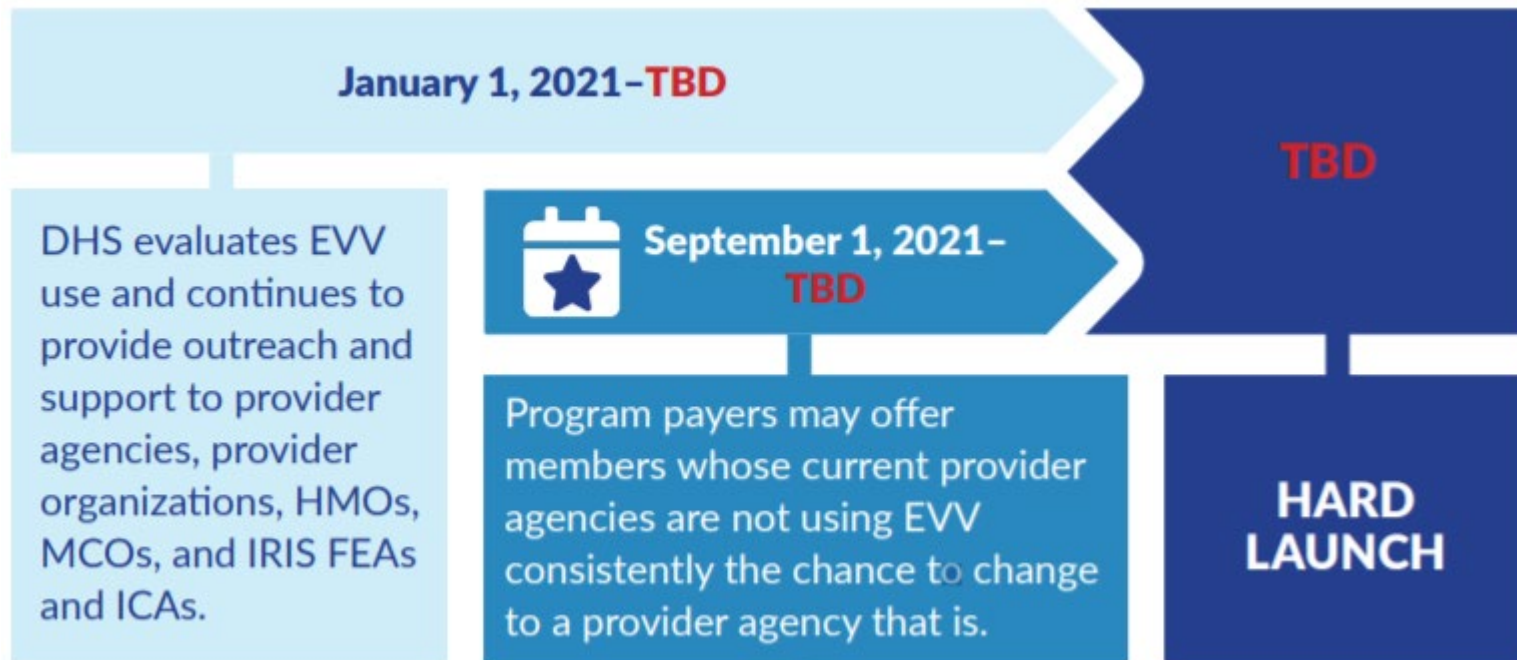 January 1, 2021–TBD
TBD
DHS evaluates EVV
use and continues to
provide outreach and
support to provider
agencies, provider
organizations, HMOs,
MCOs, and IRIS FEAs
and ICAs.
September 1, 2021–
TBD
Program payers may offer
members whose current provider
agencies are not using EVV
consistently the chance to change
to a provider agency that is.
HARD
LAUNCH